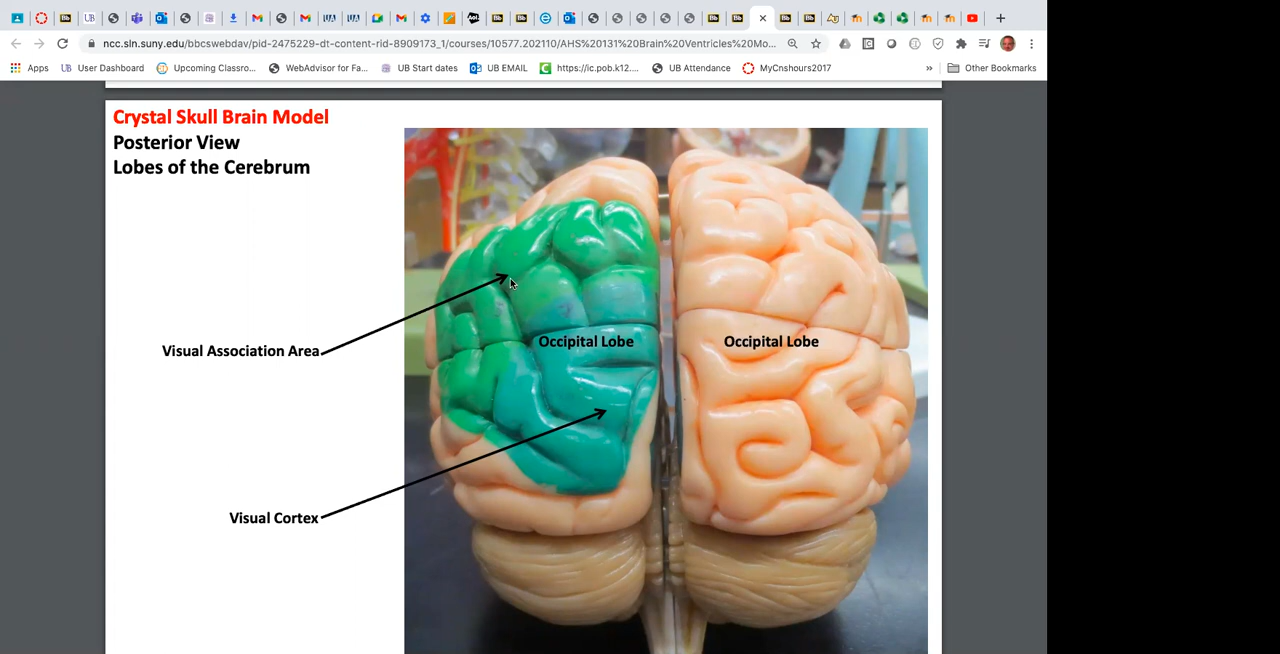 ncc.sln.suny.edu/bbcswebdav/pid-2475229-dt-content-rid-8909173_1/courses/10577.202110/AHS%20131%20Brain%20Ventricles%20Mo...
Apps UB User Dashboard Upcoming Classro... WebAdvisor for Fa... UB Start dates UB EMAIL https://ic.pob.k12.... UB Attendance MyCnshours2017 » Other Bookmarks
Crystal Skull Brain Model
Posterior View
Lobes of the Cerebrum
Occipital Lobe Occipital Lobe
Visual Association Area
Visual Cortex